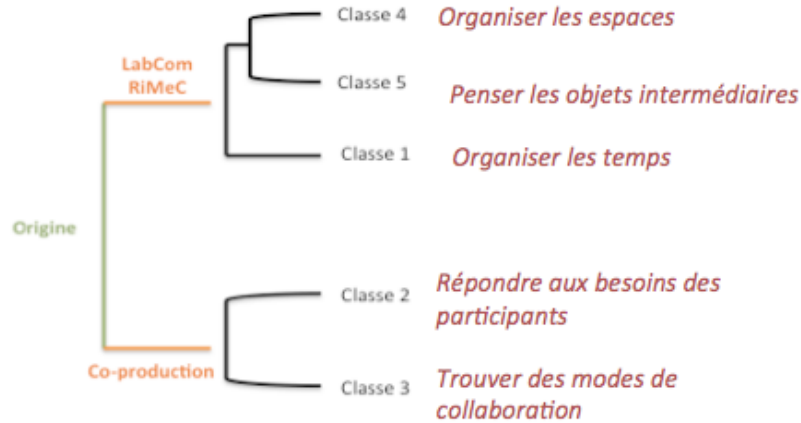 Classe 4 Organiser les espaces
LabCom
RiMeC
Classe 5 Penser les objets intermédiaires
Classe 1 Organiser les temps
Origine
Classe 2 Répondre aux besoins des
participants
Co-production
Classe 3 Trouver des modes de
collaboration